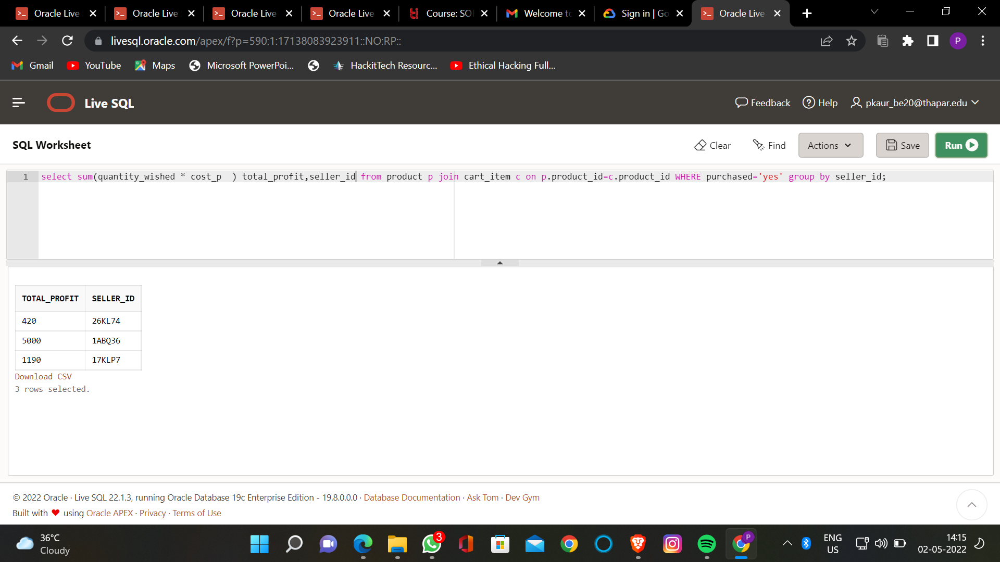 Oracle Live
Oracle Live
Oracle Live
Oracle Live
Course: SO
Welcome to
Sign in | Go
Oracle Live
livesql.oracle.com/apex/f?p=590:1:17138083923911::NO:RP::
P
Gmail
YouTube
Maps
Microsoft PowerPoi...
HackitTech Resourc...
Ethical Hacking Full...
Live SQL
Feedback
Help
pkaur_be20@thapar.edu
SQL Worksheet
Clear
Find
Actions
Save
Run
1 select sum(quantity_wished * cost_p  ) total_profit,seller_id from product p join cart_item c on p.product_id=c.product_id WHERE purchased='yes' group by seller_id;
TOTAL_PROFIT SELLER_ID
420 26KL74
5000 1ABQ36
1190 17KLP7
Download CSV
3 rows selected.
© 2022 Oracle · Live SQL 22.1.3, running Oracle Database 19c Enterprise Edition - 19.8.0.0.0 · Database Documentation · Ask Tom · Dev Gym
Built with ❤ using Oracle APEX · Privacy · Terms of Use
36°C
Cloudy
3
P
ENG
US
14:15
02-05-2022